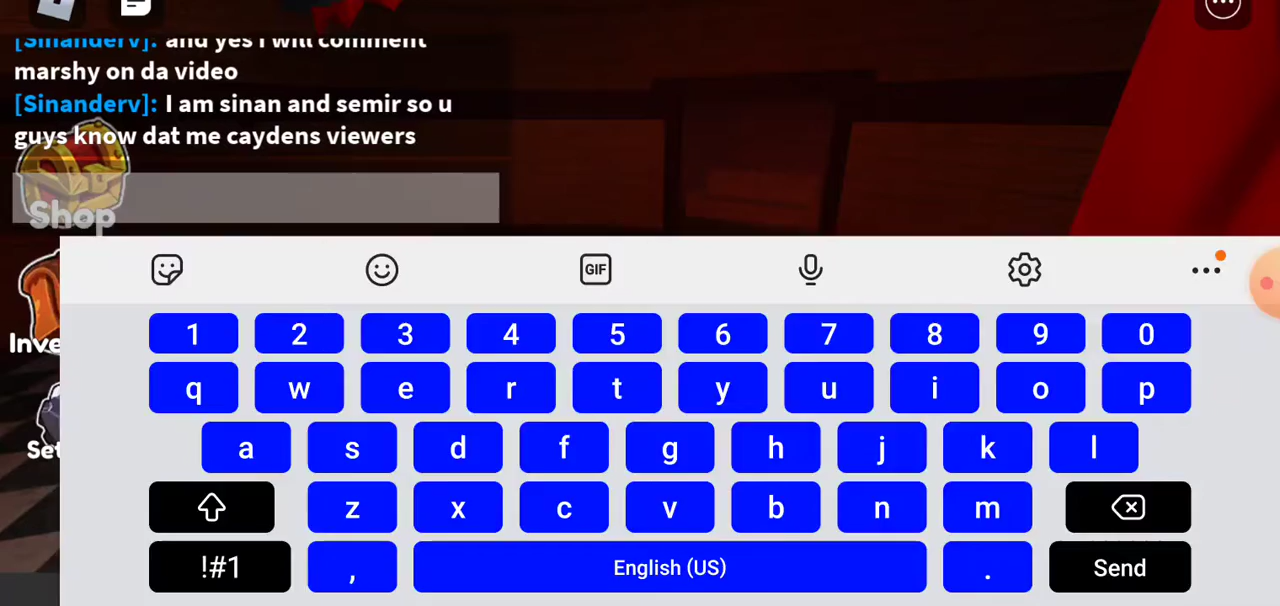 [Sinanderv]: and yes i will comment
marshy on da video
[Sinanderv]: I am sinan and semir so u
guys know dat me caydens viewers
Shop
GIF
1 2 3 4 5 6 7 8 9 0
Inve
q w e r t y u i o p
Set
a s d f g h j k l
z x c v b n m
!#1 , English (US) . Send